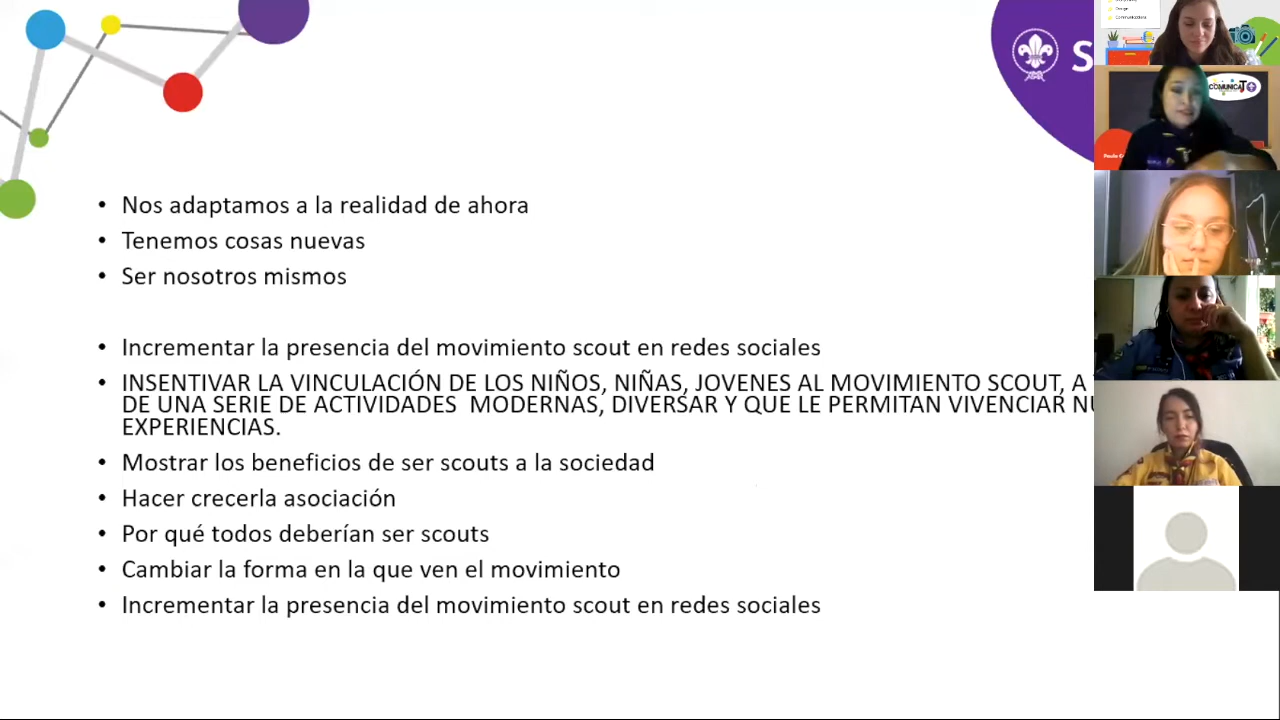 Design
Communications
S
COMUNICAT
Nos adaptamos a la realidad de ahora
Tenemos cosas nuevas
Ser nosotros mismos
Incrementar la presencia del movimiento scout en redes sociales
INSENTIVAR LA VINCULACIÓN DE LOS NIÑOS, NIÑAS, JOVENES AL MOVIMIENTO SCOUT, A
DE UNA SERIE DE ACTIVIDADES MODERNAS, DIVERSAR Y QUE LE PERMITAN VIVENCIAR NU
EXPERIENCIAS.
Mostrar los beneficios de ser scouts a la sociedad
Hacer crecerla asociación
Por qué todos deberían ser scouts
Cambiar la forma en la que ven el movimiento
Incrementar la presencia del movimiento scout en redes sociales